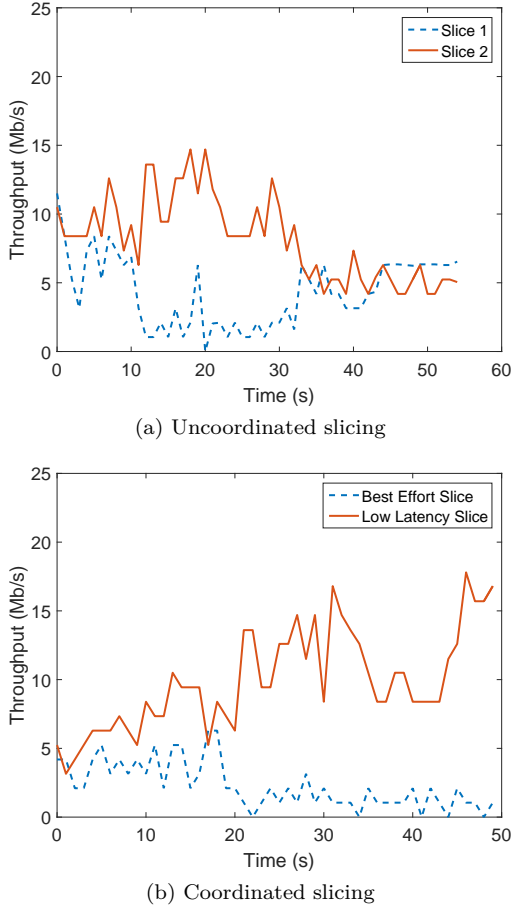 25
20
15
10
5
0
Throughput (Mb/s)
Slice 1
Slice 2
0 10 20 30 40 50 60
Time (s)
(a) Uncoordinated slicing
25
20
15
10
5
0
Throughput (Mb/s)
Best Effort Slice
Low Latency Slice
0 10 20 30 40 50
Time (s)
(b) Coordinated slicing